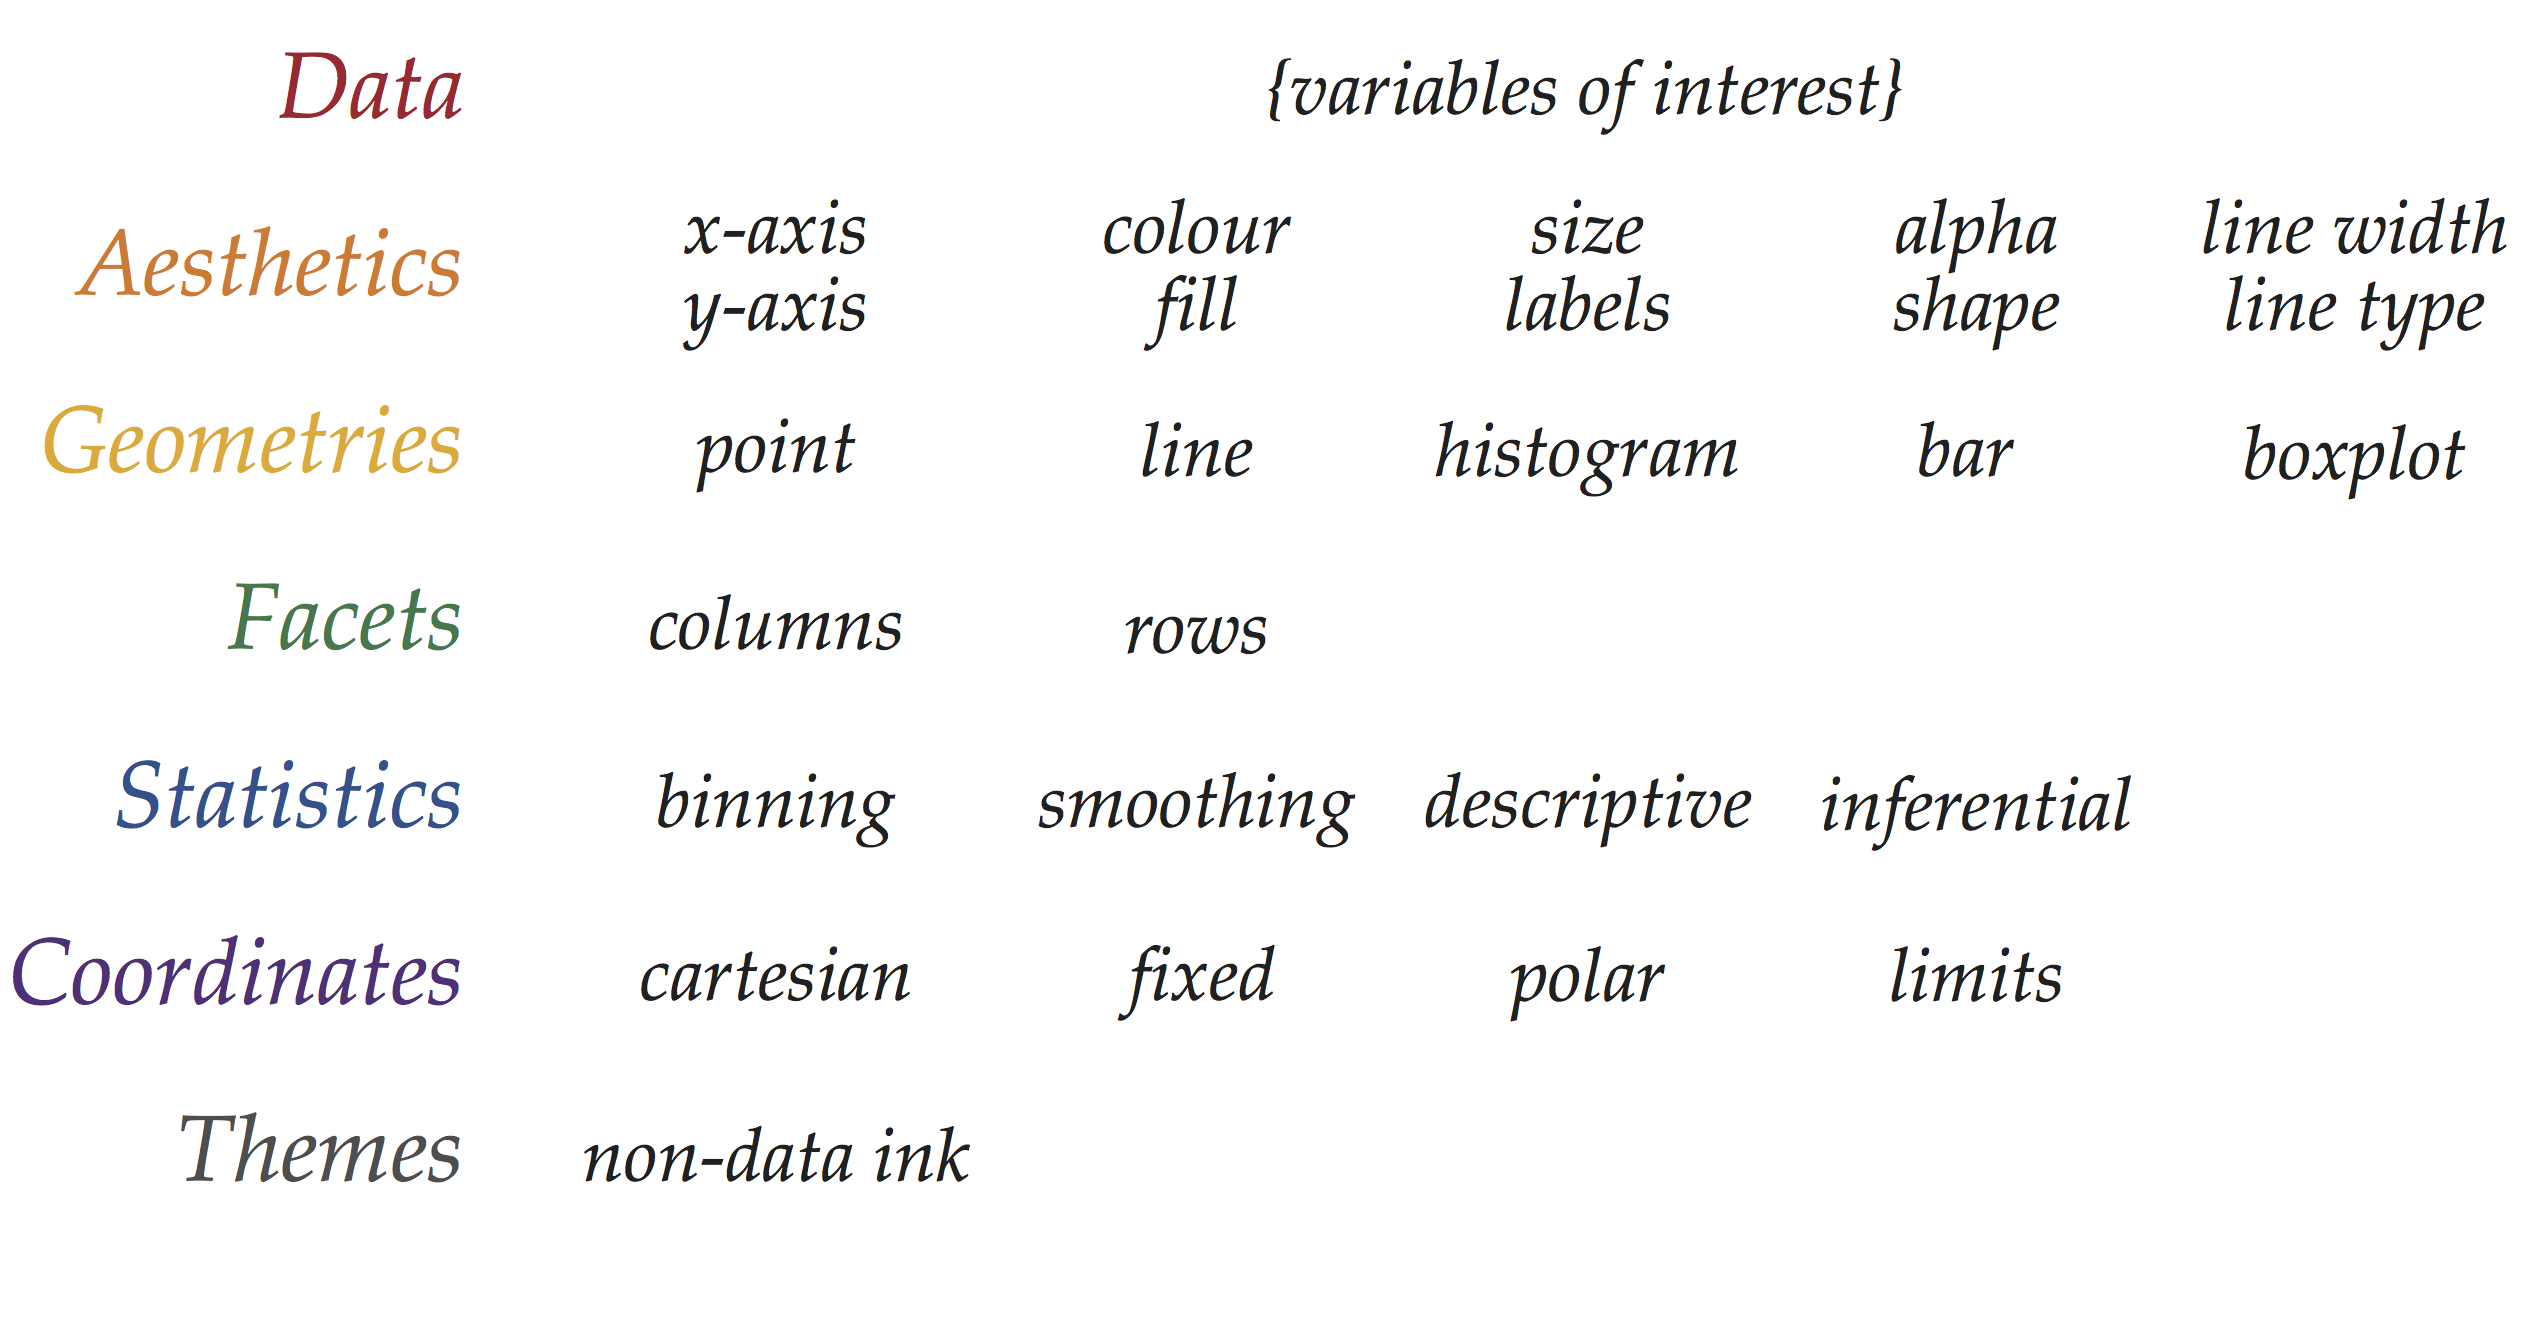 Data {variables of interest}
x-axis colour size alpha line width
Aesthetics
y-axis fill labels shape line type
Geometries point line histogram bar boxplot
Facets columns rows
Statistics binning smoothing descriptive inferential
Coordinates cartesian fixed polar limits
Themes non-data ink